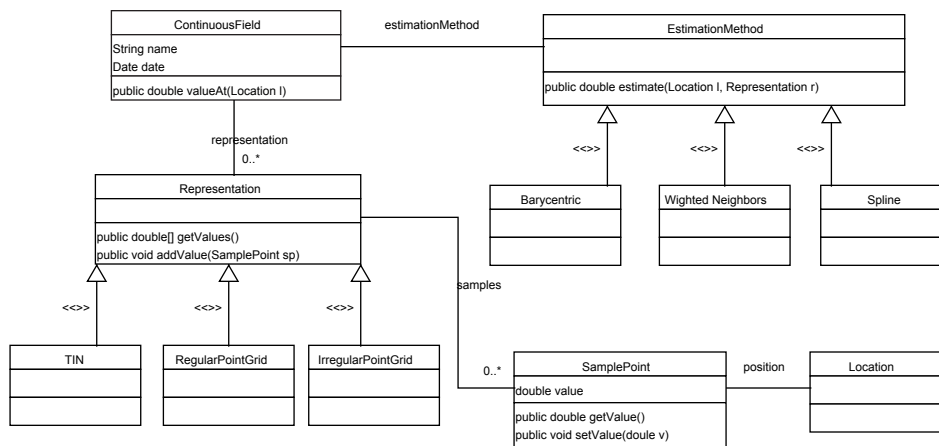 ContinuousField
String name
Date date
public double valueAt(Location l)
estimationMethod
EstimationMethod
public double estimate(Location l, Representation r)
representation
0..*
<<>>
<<>>
<<>>
Representation
public double[] getValues()
public void addValue(SamplePoint sp)
Barycentric
Wighted Neighbors
Spline
samples
<<>>
<<>>
<<>>
TIN
RegularPointGrid
IrregularPointGrid
0..*
SamplePoint
double value
public double getValue()
public void setValue(doule v)
position
Location